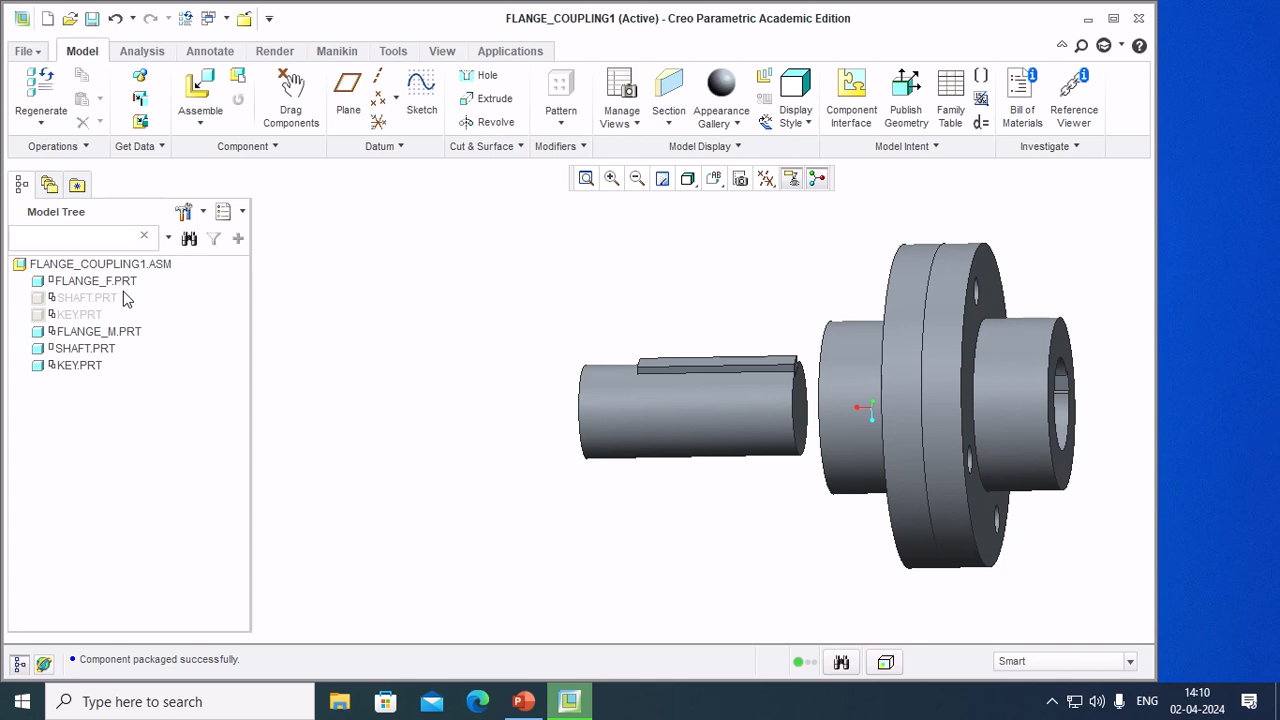 FLANGE_COUPLING1 (Active) - Creo Parametric Academic Edition
File Model Analysis Annotate Render Manikin Tools View Applications
Regenerate
Assemble
Drag Components
Plane
Sketch
Hole
Extrude
Revolve
Pattern
Manage Views
Section
Appearance Gallery
Display Style
Component Interface
Publish Geometry
Family Table
Bill of Materials
Reference Viewer
Operations Get Data Component Datum Cut & Surface Modifiers Model Display Model Intent Investigate
Model Tree
FLANGE_COUPLING1.ASM
FLANGE_F.PRT
SHAFT.PRT
KEY.PRT
FLANGE_M.PRT
SHAFT.PRT
KEY.PRT
Component packaged successfully.
Smart
Type here to search
ENG
14:10
02-04-2024